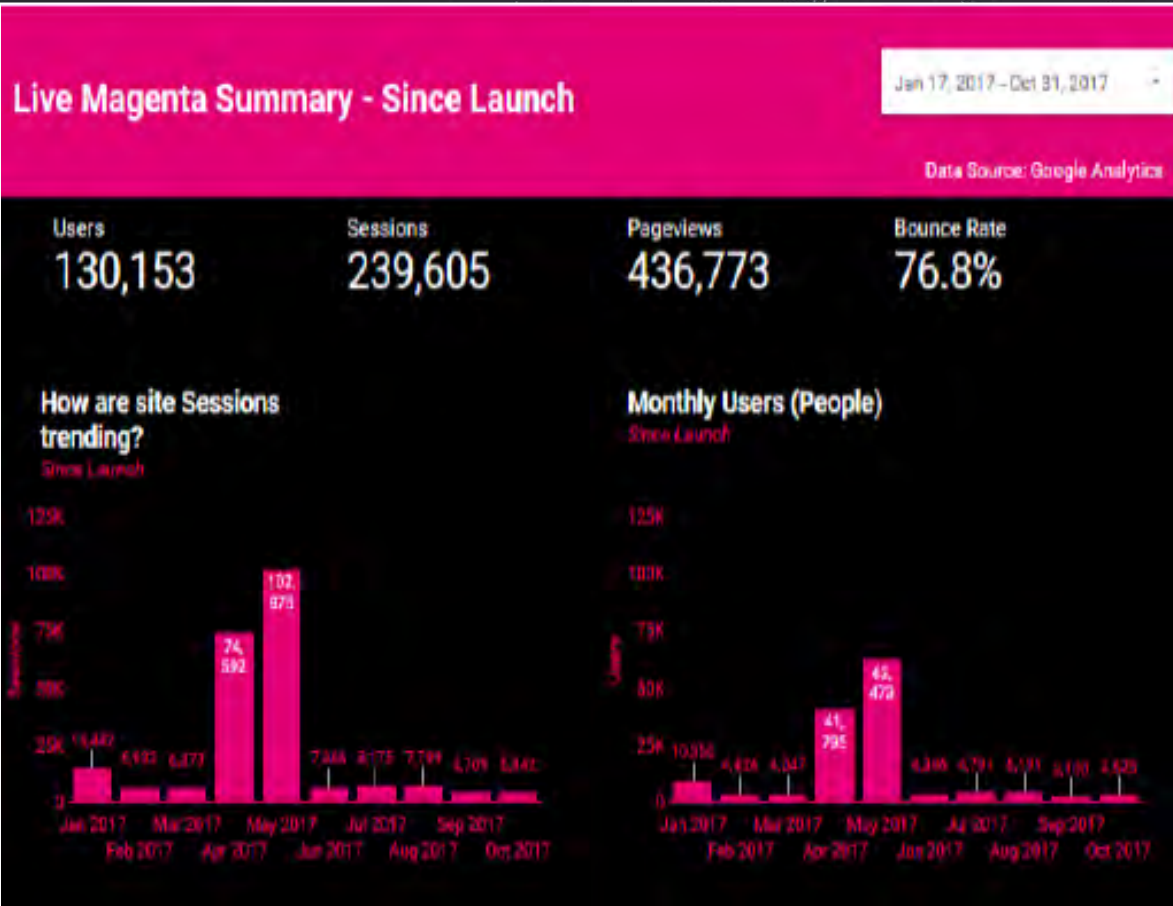 Live Magenta Summary - Since Launch
Jan 17, 2017 - Oct 31, 2017
Data Source: Google Analytics
Users
130,153
Sessions
239,605
Pageviews
436,773
Bounce Rate
76.8%
How are site Sessions
trending?
Since Launch
125K
100K
75K
50K
25K
0
Sessions
74,
592
Jan 2017
Mar 2017
May 2017
Jul 2017
Sep 2017
Feb 2017
Apr 2017
Jun 2017
Aug 2017
Oct 2017
Monthly Users (People)
Since Launch
125K
100K
75K
50K
25K
0
Users
41,
795
Jan 2017
Mar 2017
May 2017
Jul 2017
Sep 2017
Feb 2017
Apr 2017
Jun 2017
Aug 2017
Oct 2017